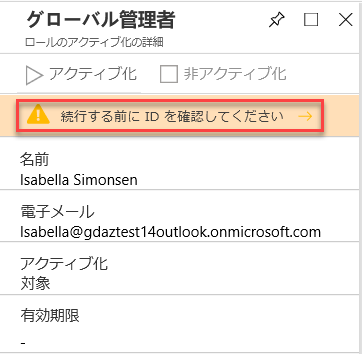 グローバル管理者
ロールのアクティブ化の詳細
アクティブ化 非アクティブ化
続行する前に ID を確認してください →
名前
Isabella Simonsen
電子メール
Isabella@gdaztest14outlook.onmicrosoft.com
アクティブ化
対象
有効期限
-